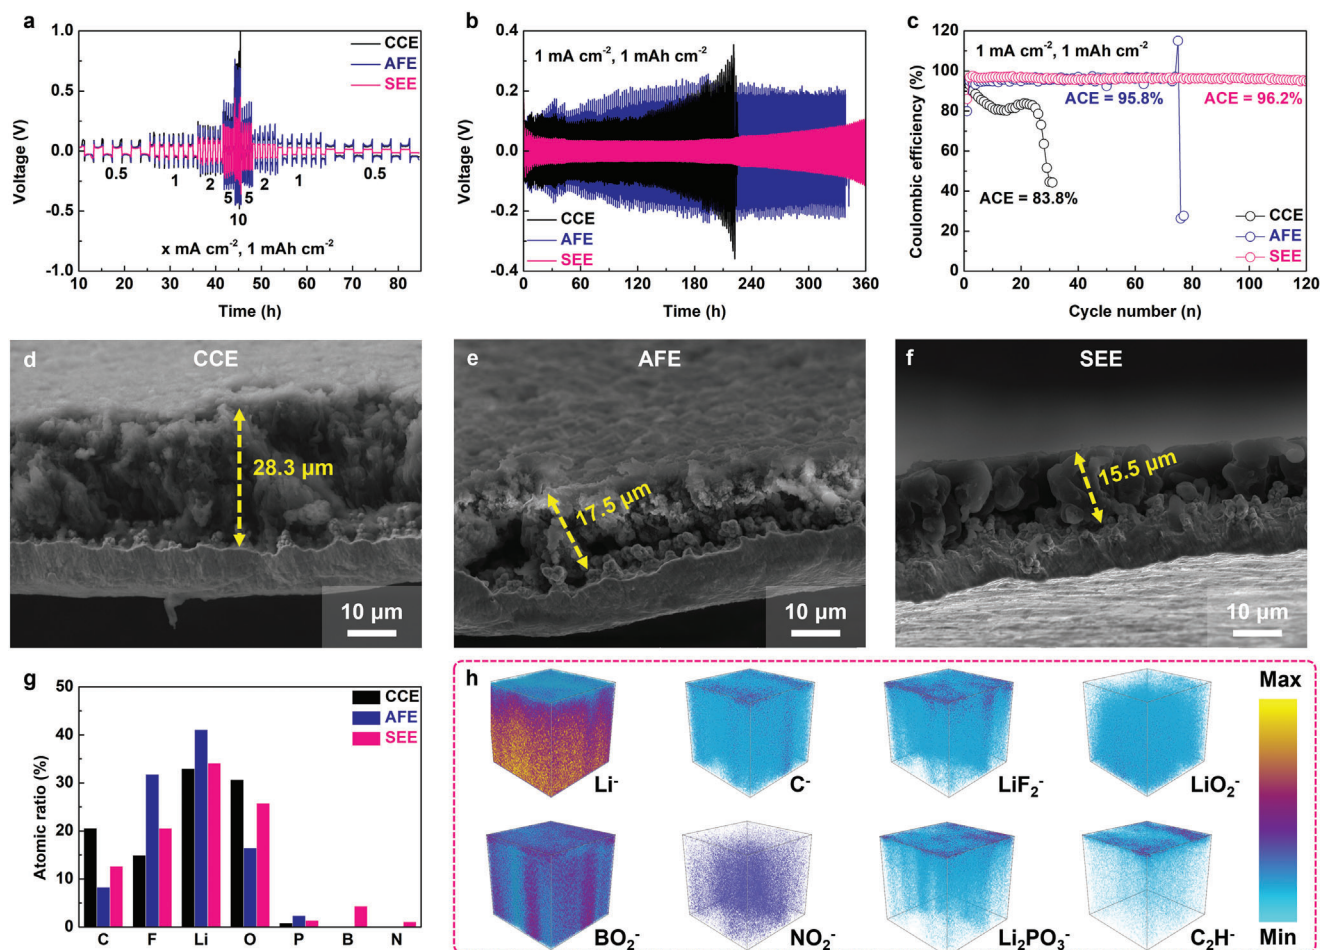 a
1.0
0.5
0.0
-0.5
-1.0
Voltage (V)
CCE
AFE
SEE
0.5
1
2
5
10
5
2
1
0.5
x mA cm⁻², 1 mAh cm⁻²
10 20 30 40 50 60 70 80
Time (h)
b
0.4
0.2
0.0
-0.2
-0.4
Voltage (V)
1 mA cm⁻², 1 mAh cm⁻²
CCE
AFE
SEE
0 60 120 180 240 300 360
Time (h)
c
120
100
80
60
40
20
0
Coulombic efficiency (%)
1 mA cm⁻², 1 mAh cm⁻²
ACE = 95.8%
ACE = 96.2%
ACE = 83.8%
CCE
AFE
SEE
0 20 40 60 80 100 120
Cycle number (n)
d
CCE
28.3 μm
10 μm
e
AFE
17.5 μm
10 μm
f
SEE
15.5 μm
10 μm
g
50
40
30
20
10
0
Atomic ratio (%)
CCE
AFE
SEE
C F Li O P B N
h
Li⁻
C⁻
LiF₂⁻
LiO₂⁻
BO₂⁻
NO₂⁻
Li₂PO₃⁻
C₂H⁻
Max
Min